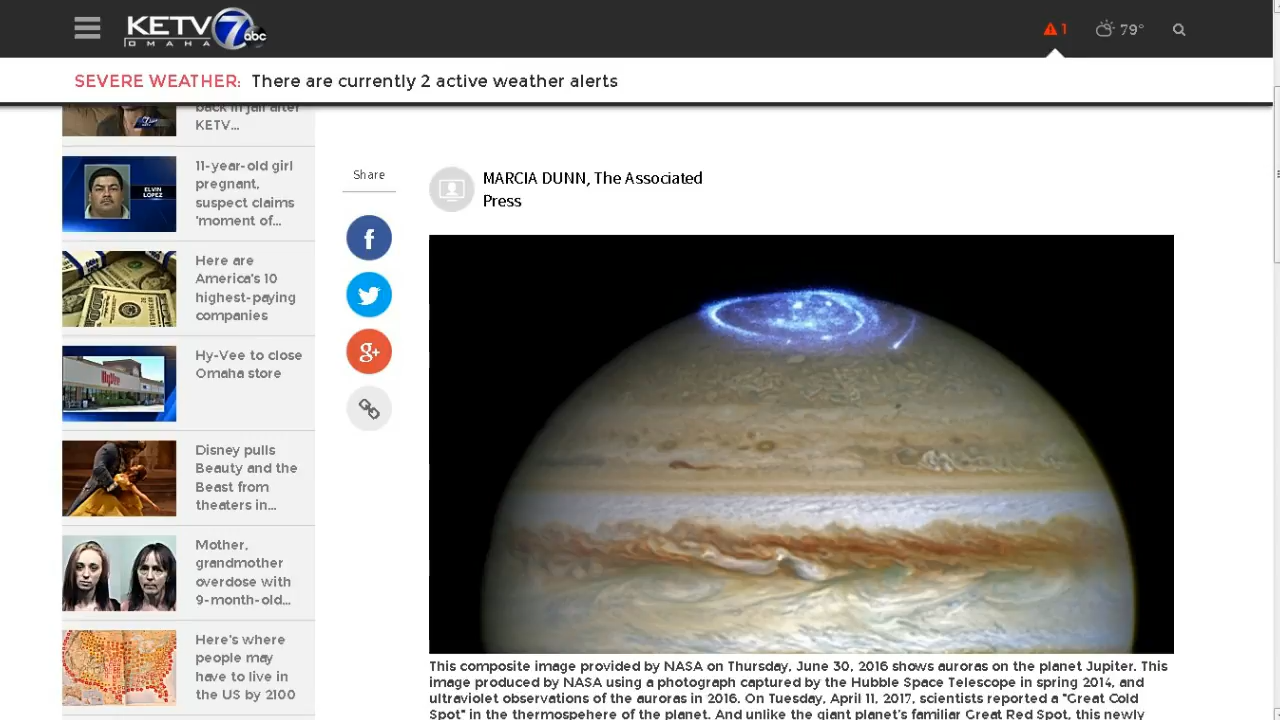 KETV 7 abc
OMAHA
1
79°
SEVERE WEATHER: There are currently 2 active weather alerts
back in jail after
KETV...
11-year-old girl
pregnant,
suspect claims
'moment of...
ELVIN
LOPEZ
Here are
America's 10
highest-paying
companies
Hy-Vee to close
Omaha store
HyVee
Disney pulls
Beauty and the
Beast from
theaters in...
Mother,
grandmother
overdose with
9-month-old...
Here's where
people may
have to live in
the US by 2100
Share
f
g+
MARCIA DUNN, The Associated
Press
This composite image provided by NASA on Thursday, June 30, 2016 shows auroras on the planet Jupiter. This
image produced by NASA using a photograph captured by the Hubble Space Telescope in spring 2014, and
ultraviolet observations of the auroras in 2016. On Tuesday, April 11, 2017, scientists reported a "Great Cold
Spot" in the thermospehere of the planet. And unlike the giant planet's familiar Great Red Spot, this newly